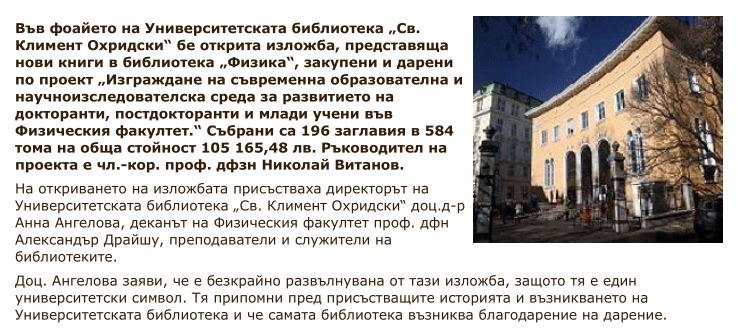 Във фоайето на Университетската библиотека „Св.
Климент Охридски“ бе открита изложба, представяща
нови книги в библиотека „Физика“, закупени и дарени
по проект „Изграждане на съвременна образователна и
научноизследователска среда за развитието на
докторанти, постдокторанти и млади учени във
Физическия факултет.“ Събрани са 196 заглавия в 584
тома на обща стойност 105 165,48 лв. Ръководител на
проекта е чл.-кор. проф. дфзн Николай Витанов.
На откриването на изложбата присъстваха директорът на
Университетската библиотека „Св. Климент Охридски“ доц.д-р
Анна Ангелова, деканът на Физическия факултет проф. дфн
Александър Драйшу, преподаватели и служители на
библиотеките.
Доц. Ангелова заяви, че е безкрайно развълнувана от тази изложба, защото тя е един
университетски символ. Тя припомни пред присъстващите историята и възникването на
Университетската библиотека и че самата библиотека възниква благодарение на дарение.